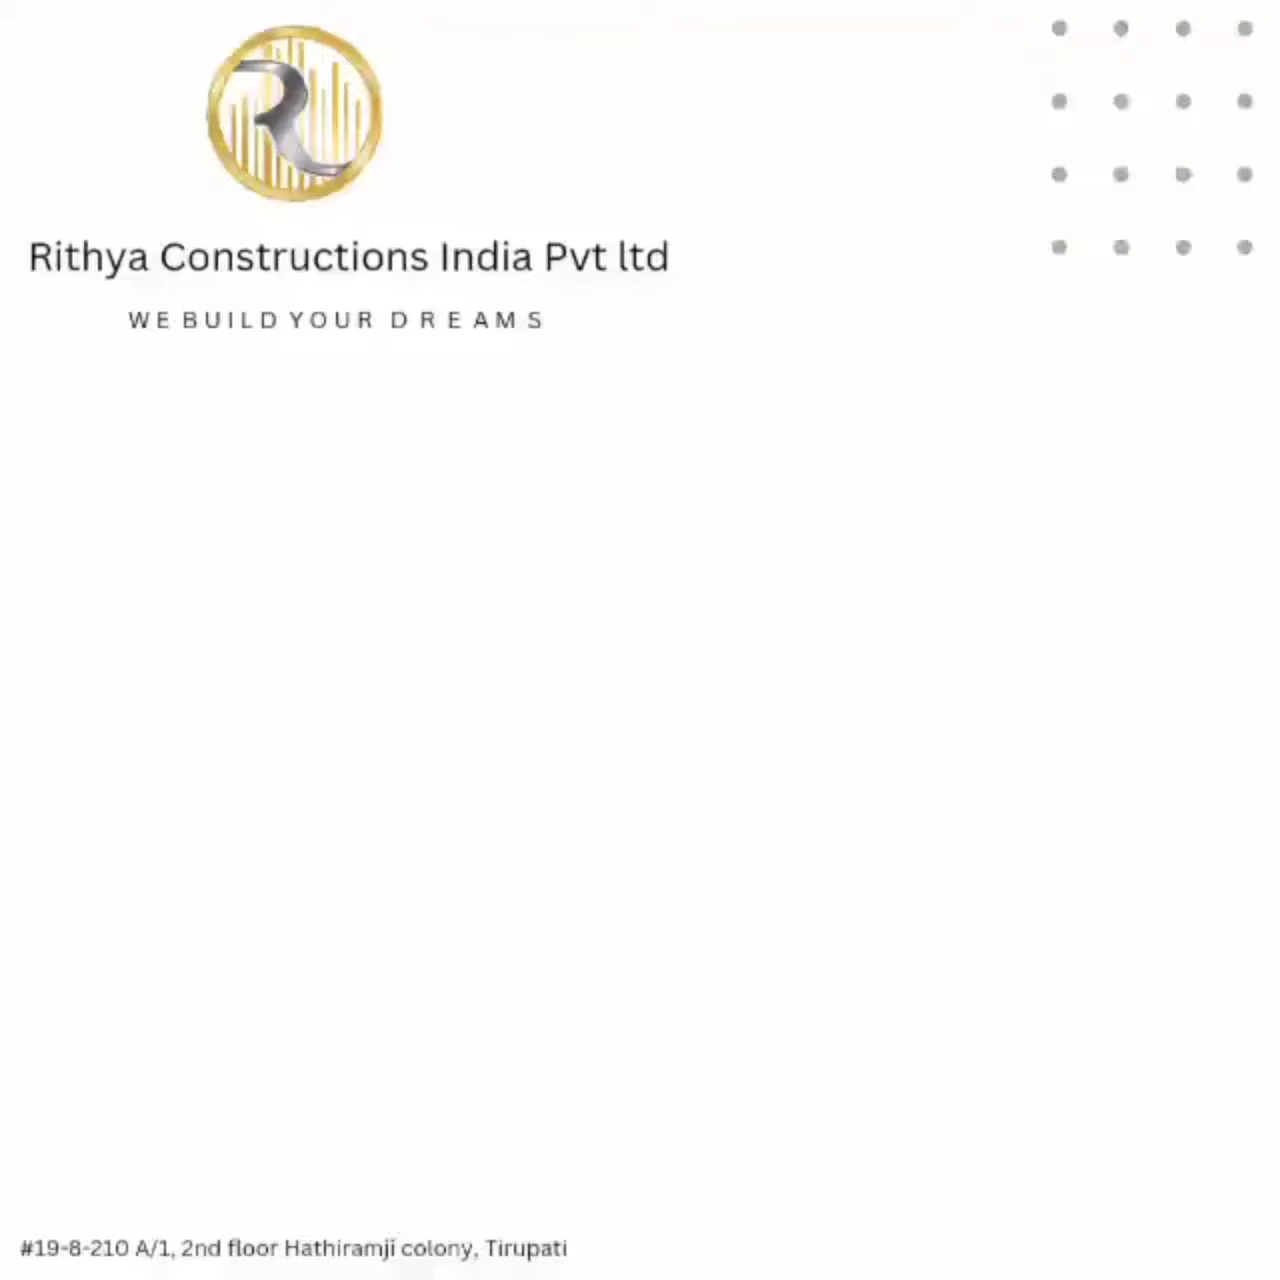 Rithya Constructions India Pvt ltd
WE BUILD YOUR DREAMS
#19-8-210 A/1, 2nd floor Hathiramji colony, Tirupati